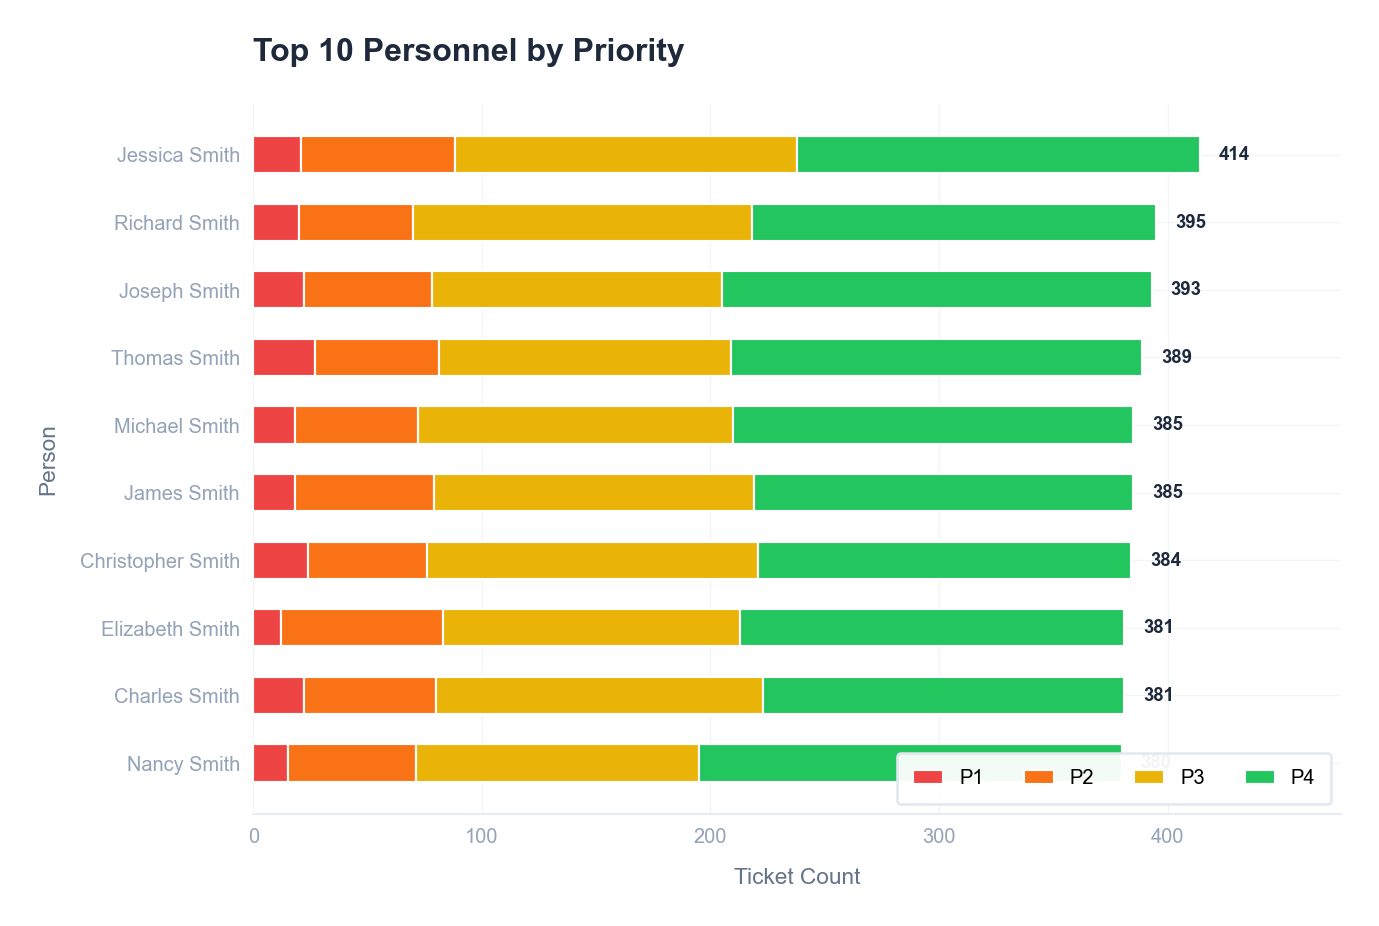 Top 10 Personnel by Priority
Jessica Smith 414
Richard Smith 395
Joseph Smith 393
Thomas Smith 389
Michael Smith 385
James Smith 385
Christopher Smith 384
Elizabeth Smith 381
Charles Smith 381
Nancy Smith 380
P1 P2 P3 P4
0 100 200 300 400
Ticket Count
Person